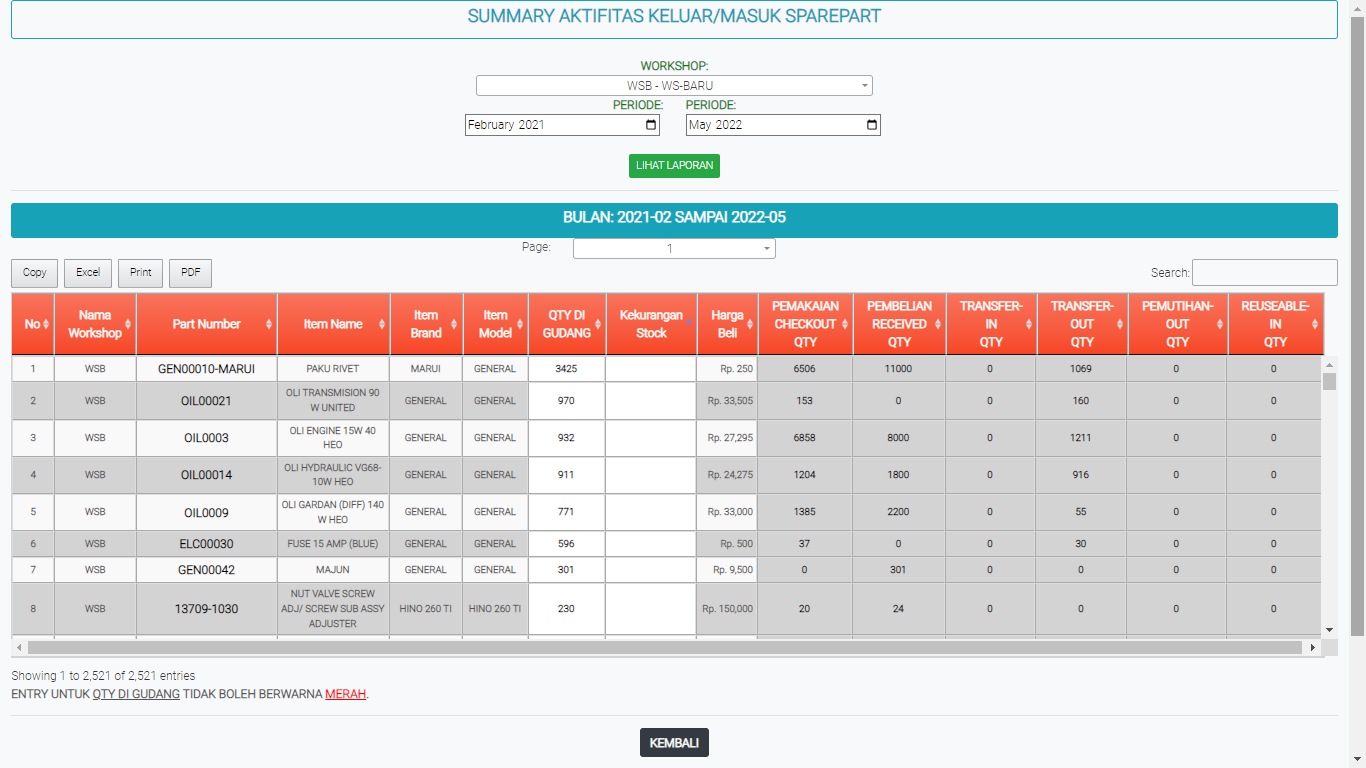 SUMMARY AKTIFITAS KELUAR/MASUK SPAREPART
WORKSHOP:
WSB - WS-BARU
PERIODE: PERIODE:
February 2021 May 2022
LIHAT LAPORAN
BULAN: 2021-02 SAMPAI 2022-05
Page: 1
Copy Excel Print PDF Search:
No Nama Workshop Part Number Item Name Item Brand Item Model QTY DI GUDANG Kekurangan Stock Harga Beli PEMAKAIAN CHECKOUT QTY PEMBELIAN RECEIVED QTY TRANSFER-IN QTY TRANSFER-OUT QTY PEMUTIHAN-OUT QTY REUSEABLE-IN QTY
1 WSB GEN00010-MARUI PAKU RIVET MARUI GENERAL 3425 Rp. 250 6506 11000 0 1069 0 0
2 WSB OIL00021 OLI TRANSMISION 90 W UNITED GENERAL GENERAL 970 Rp. 33,505 153 0 0 160 0 0
3 WSB OIL0003 OLI ENGINE 15W 40 HEO GENERAL GENERAL 932 Rp. 27,295 6858 8000 0 1211 0 0
4 WSB OIL00014 OLI HYDRAULIC VG68-10W HEO GENERAL GENERAL 911 Rp. 24,275 1204 1800 0 916 0 0
5 WSB OIL0009 OLI GARDAN (DIFF) 140 W HEO GENERAL GENERAL 771 Rp. 33,000 1385 2200 0 55 0 0
6 WSB ELC00030 FUSE 15 AMP (BLUE) GENERAL GENERAL 596 Rp. 500 37 0 0 30 0 0
7 WSB GEN00042 MAJUN GENERAL GENERAL 301 Rp. 9,500 0 301 0 0 0 0
8 WSB 13709-1030 NUT VALVE SCREW ADJ/ SCREW SUB ASSY ADJUSTER HINO 260 TI HINO 260 TI 230 Rp. 150,000 20 24 0 0 0 0
Showing 1 to 2,521 of 2,521 entries
ENTRY UNTUK QTY DI GUDANG TIDAK BOLEH BERWARNA MERAH.
KEMBALI